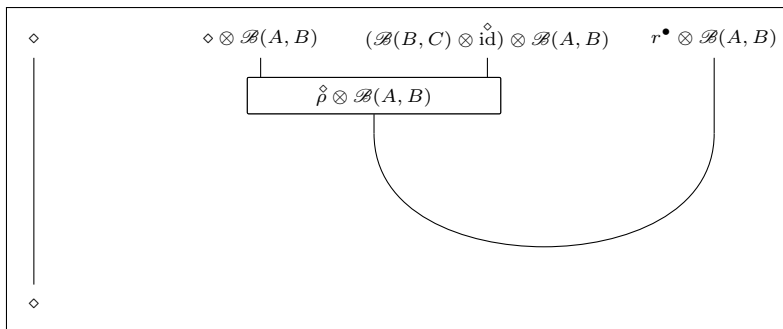 ⋄ ⋄ ⊗ ℬ(A, B) (ℬ(B, C) ⊗ id̊) ⊗ ℬ(A, B) r• ⊗ ℬ(A, B)
ρ̊ ⊗ ℬ(A, B)
⋄